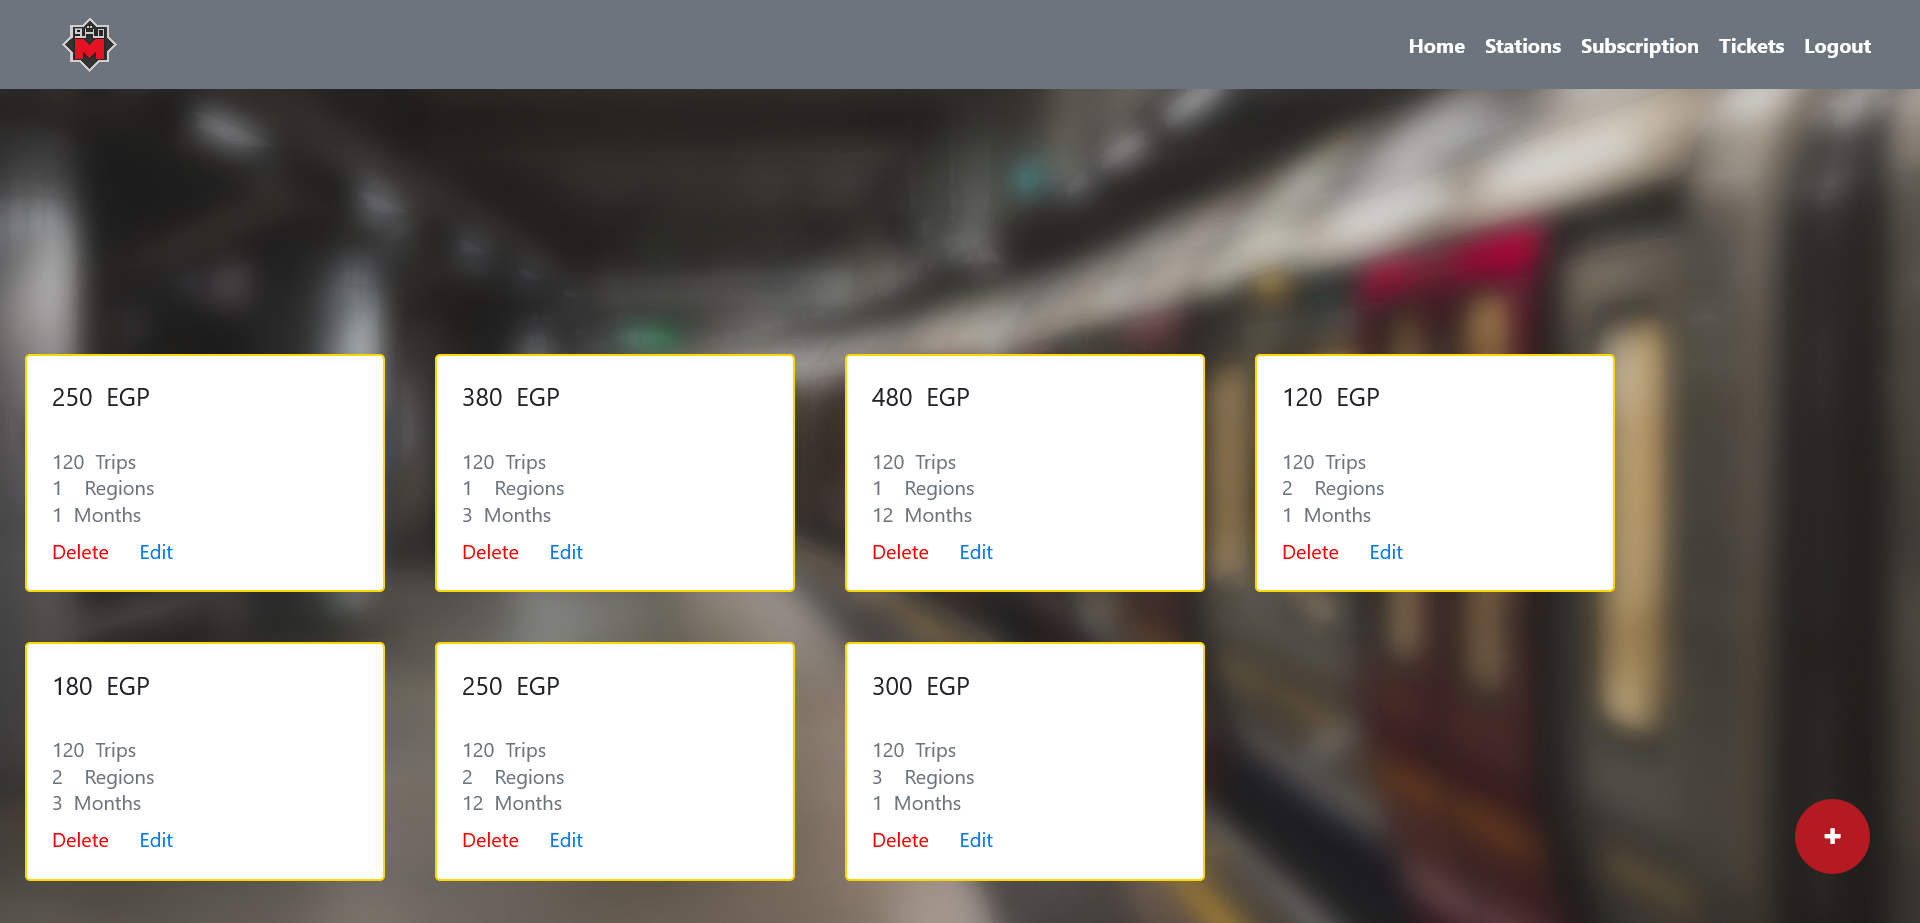 مترو
M
Home Stations Subscription Tickets Logout
250 EGP
120 Trips
1 Regions
1 Months
Delete Edit
380 EGP
120 Trips
1 Regions
3 Months
Delete Edit
480 EGP
120 Trips
1 Regions
12 Months
Delete Edit
120 EGP
120 Trips
2 Regions
1 Months
Delete Edit
180 EGP
120 Trips
2 Regions
3 Months
Delete Edit
250 EGP
120 Trips
2 Regions
12 Months
Delete Edit
300 EGP
120 Trips
3 Regions
1 Months
Delete Edit
+